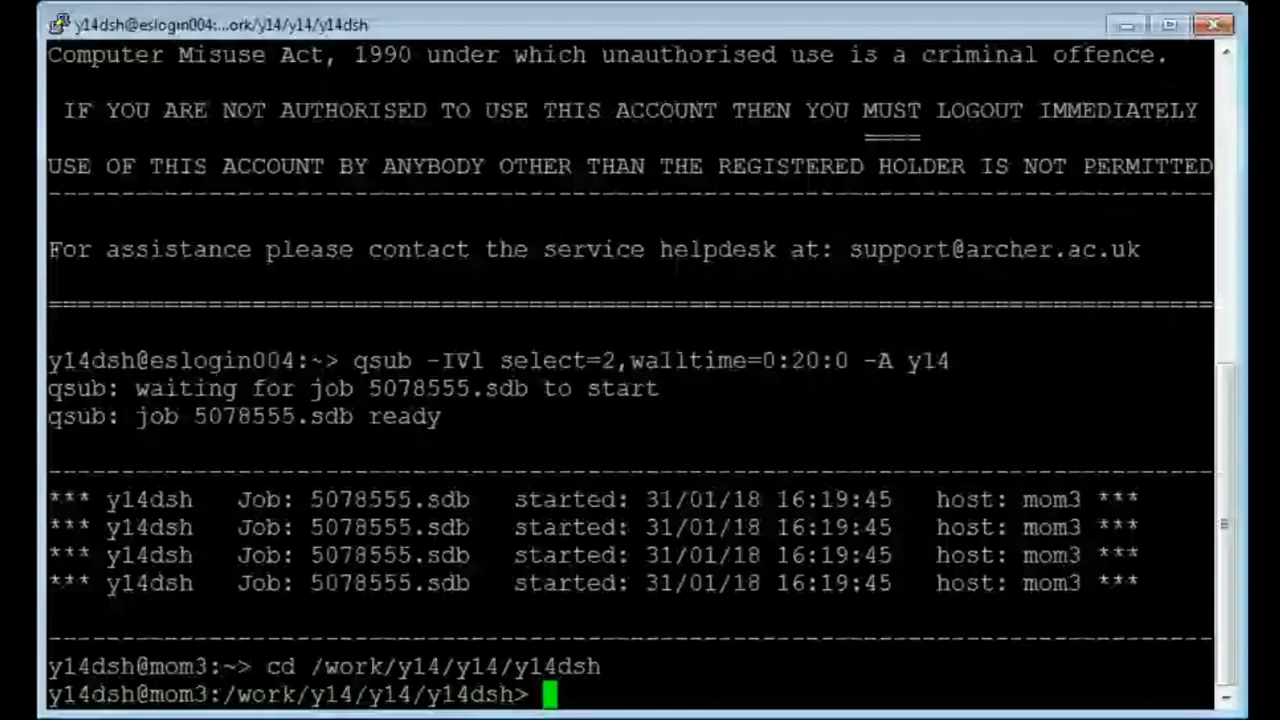 y14dsh@eslogin004:...ork/y14/y14/y14dsh
Computer Misuse Act, 1990 under which unauthorised use is a criminal offence.
IF YOU ARE NOT AUTHORISED TO USE THIS ACCOUNT THEN YOU MUST LOGOUT IMMEDIATELY
====
USE OF THIS ACCOUNT BY ANYBODY OTHER THAN THE REGISTERED HOLDER IS NOT PERMITTED
--------------------------------------------------------------------------------
For assistance please contact the service helpdesk at: support@archer.ac.uk
================================================================================
y14dsh@eslogin004:~> qsub -IVl select=2,walltime=0:20:0 -A y14
qsub: waiting for job 5078555.sdb to start
qsub: job 5078555.sdb ready
--------------------------------------------------------------------------------
*** y14dsh   Job: 5078555.sdb   started: 31/01/18 16:19:45   host: mom3 ***
*** y14dsh   Job: 5078555.sdb   started: 31/01/18 16:19:45   host: mom3 ***
*** y14dsh   Job: 5078555.sdb   started: 31/01/18 16:19:45   host: mom3 ***
*** y14dsh   Job: 5078555.sdb   started: 31/01/18 16:19:45   host: mom3 ***
--------------------------------------------------------------------------------
y14dsh@mom3:~> cd /work/y14/y14/y14dsh
y14dsh@mom3:/work/y14/y14/y14dsh>